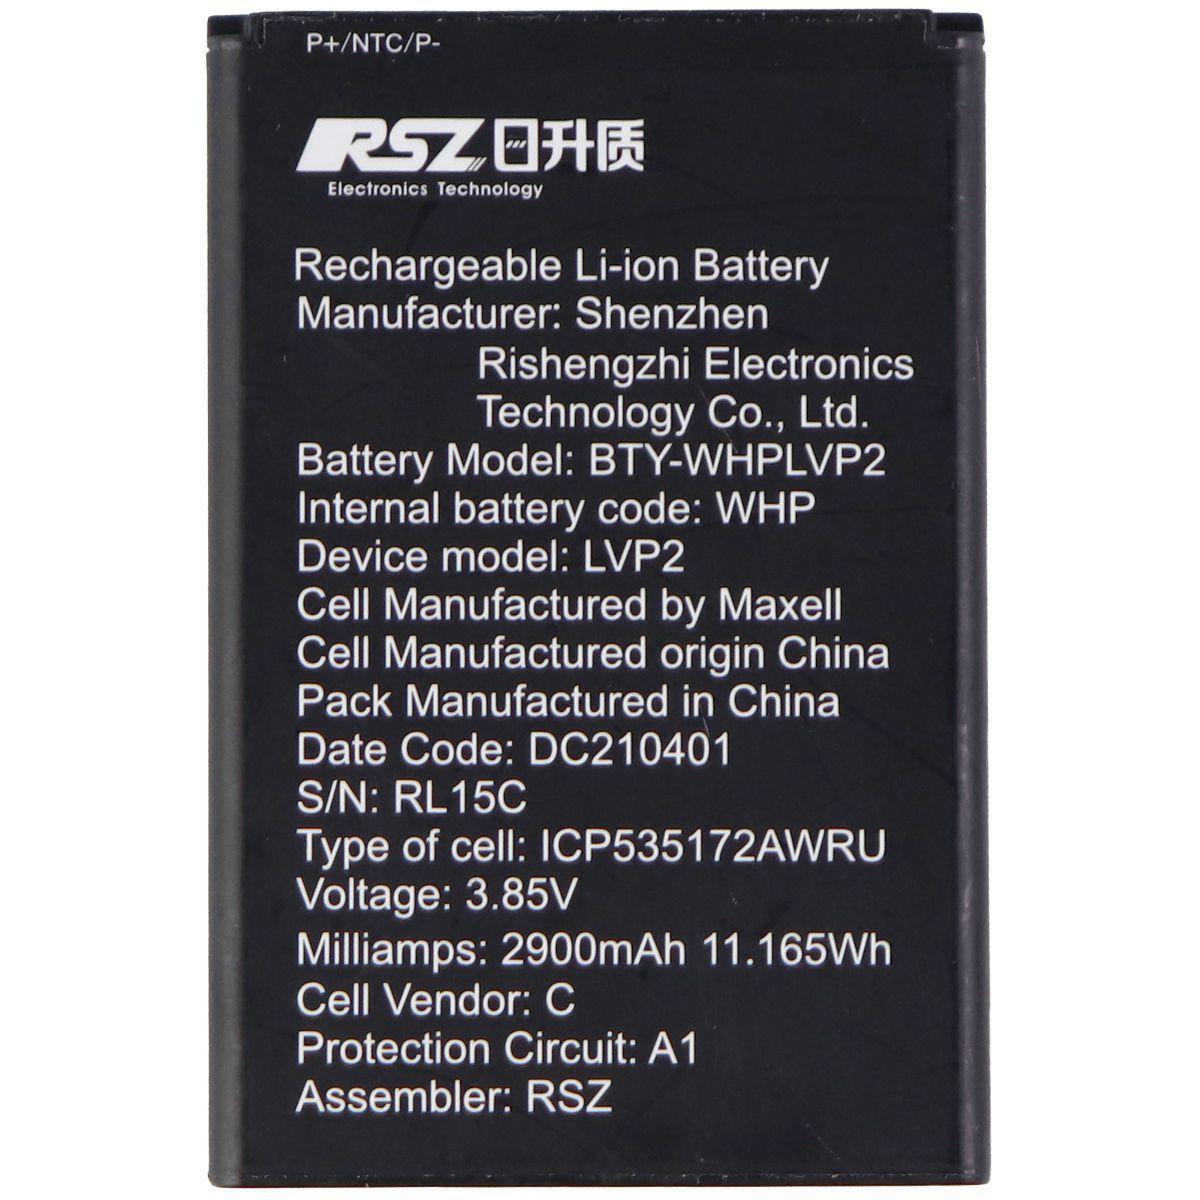 P+/NTC/P-
RSZ 日升质
Electronics Technology
Rechargeable Li-ion Battery
Manufacturer: Shenzhen
Rishengzhi Electronics
Technology Co., Ltd.
Battery Model: BTY-WHPLVP2
Internal battery code: WHP
Device model: LVP2
Cell Manufactured by Maxell
Cell Manufactured origin China
Pack Manufactured in China
Date Code: DC210401
S/N: RL15C
Type of cell: ICP535172AWRU
Voltage: 3.85V
Milliamps: 2900mAh 11.165Wh
Cell Vendor: C
Protection Circuit: A1
Assembler: RSZ